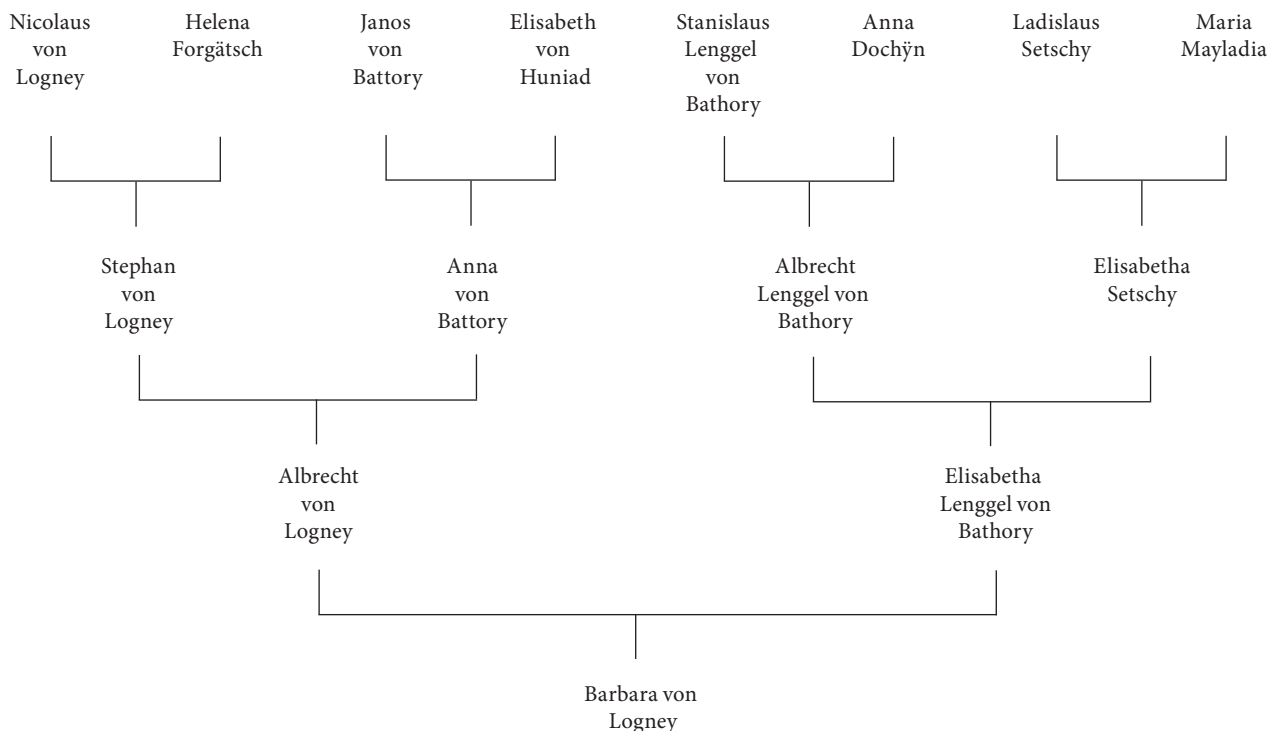 Nicolaus
von
Logney
Helena
Forgätsch
Janos
von
Battory
Elisabeth
von
Huniad
Stanislaus
Lenggel
von
Bathory
Anna
Dochÿn
Ladislaus
Setschy
Maria
Mayladia
Stephan
von
Logney
Anna
von
Battory
Albrecht
Lenggel von
Bathory
Elisabetha
Setschy
Albrecht
von
Logney
Elisabetha
Lenggel von
Bathory
Barbara von
Logney